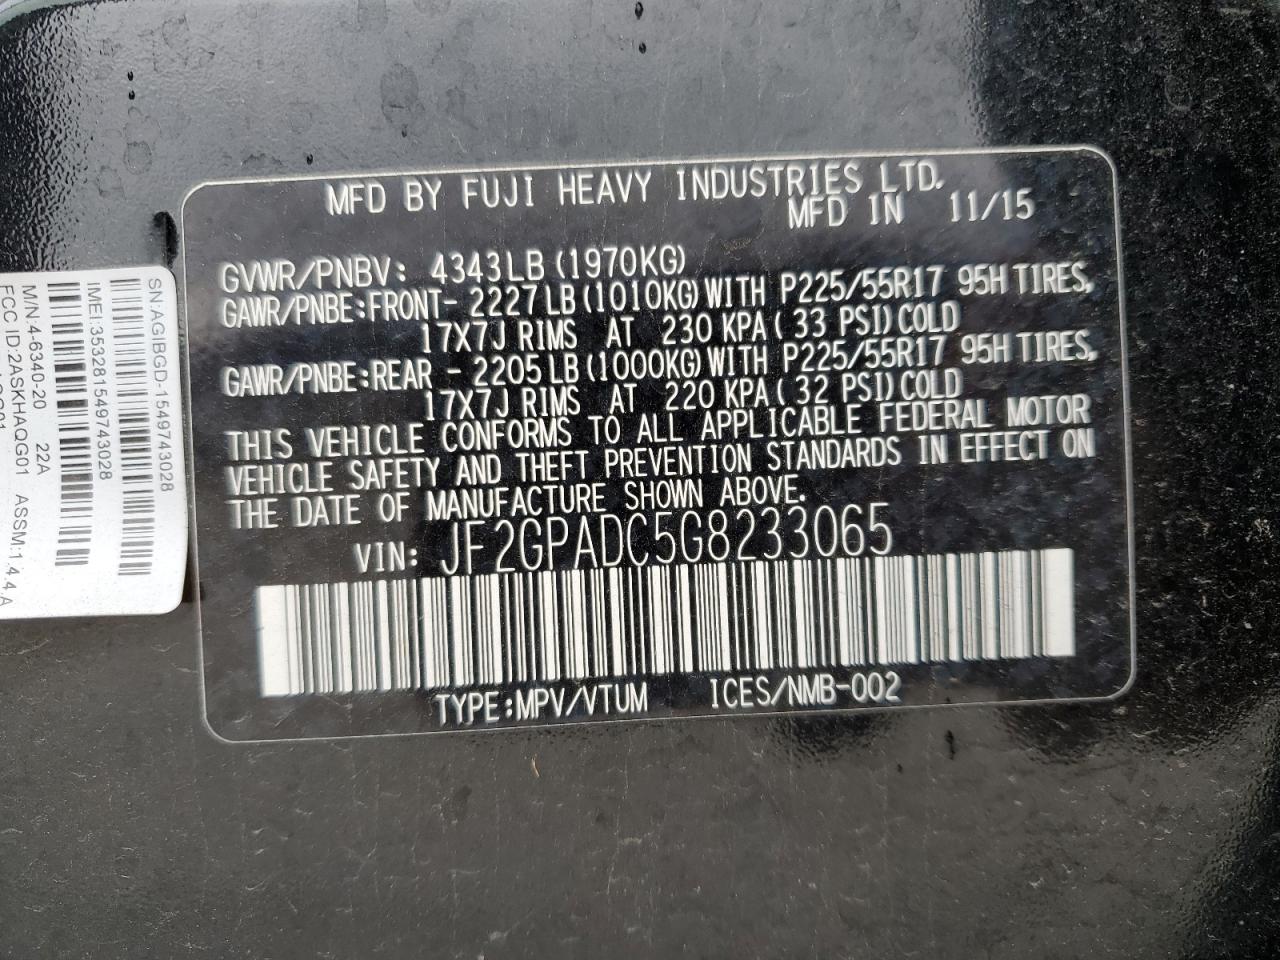 MFD BY FUJI HEAVY INDUSTRIES LTD.
MFD IN 11/15
GVWR/PNBV: 4343LB (1970KG)
GAWR/PNBE:FRONT- 2227LB(1010KG)WITH P225/55R17 95H TIRES,
17X7J RIMS AT 230 KPA( 33 PSI)COLD
GAWR/PNBE:REAR - 2205LB(1000KG)WITH P225/55R17 95H TIRES,
17X7J RIMS AT 220 KPA( 32 PSI)COLD
THIS VEHICLE CONFORMS TO ALL APPLICABLE FEDERAL MOTOR
VEHICLE SAFETY AND THEFT PREVENTION STANDARDS IN EFFECT ON
THE DATE OF MANUFACTURE SHOWN ABOVE.
VIN: JF2GPADC5G8233065
TYPE:MPV/VTUM ICES/NMB-002
SN:AGIBGD-1549743028
IMEI:353281549743028
M/N-4-6340-20 22A
FCC ID:2ASKHAQG01 ASSM:1.4.4.A